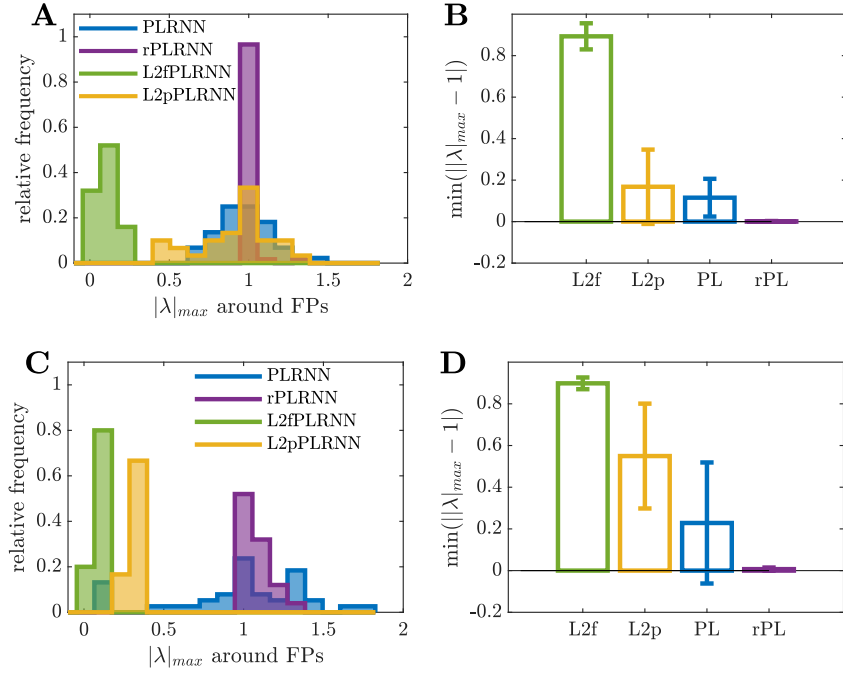 A
PLRNN
rPLRNN
L2fPLRNN
L2pPLRNN
relative frequency
1
0.8
0.6
0.4
0.2
0
0 0.5 1 1.5 2
|λ|max around FPs
B
min(||λ|max − 1|)
0.8
0.6
0.4
0.2
0
-0.2
L2f L2p PL rPL
C
PLRNN
rPLRNN
L2fPLRNN
L2pPLRNN
relative frequency
1
0.8
0.6
0.4
0.2
0
0 0.5 1 1.5 2
|λ|max around FPs
D
min(||λ|max − 1|)
0.8
0.6
0.4
0.2
0
-0.2
L2f L2p PL rPL